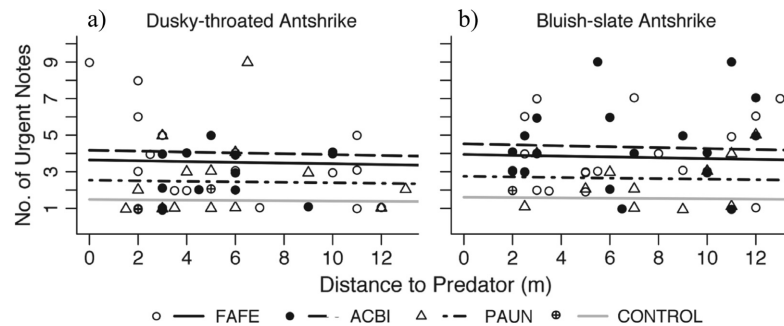 a) Dusky-throated Antshrike
b) Bluish-slate Antshrike
No. of Urgent Notes
9
7
5
3
1
0 2 4 6 8 10 12
0 2 4 6 8 10 12
Distance to Predator (m)
FAFE ACBI PAUN CONTROL